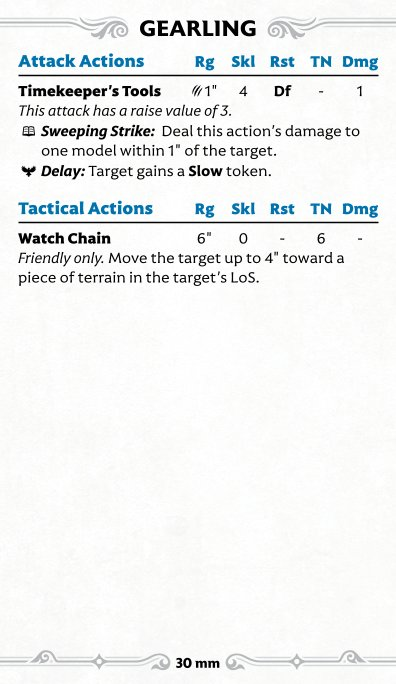 GEARLING
Attack Actions Rg Skl Rst TN Dmg
Timekeeper's Tools 1" 4 Df - 1
This attack has a raise value of 3.
Sweeping Strike: Deal this action's damage to
one model within 1" of the target.
Delay: Target gains a Slow token.
Tactical Actions Rg Skl Rst TN Dmg
Watch Chain 6" 0 - 6 -
Friendly only. Move the target up to 4" toward a
piece of terrain in the target's LoS.
30 mm